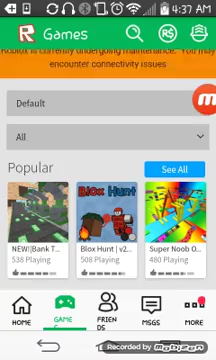 4:37 AM
R Games R$
Roblox is currently undergoing maintenance. You may
encounter connectivity issues
Default
All
Popular See All
Blox Hunt
NEW!|Bank T... Blox Hunt | v2... Super Noob O...
538 Playing 508 Playing 480 Playing
HOME GAME
S FRIEN
DS MSGS MORE
Recorded by
Mobizen